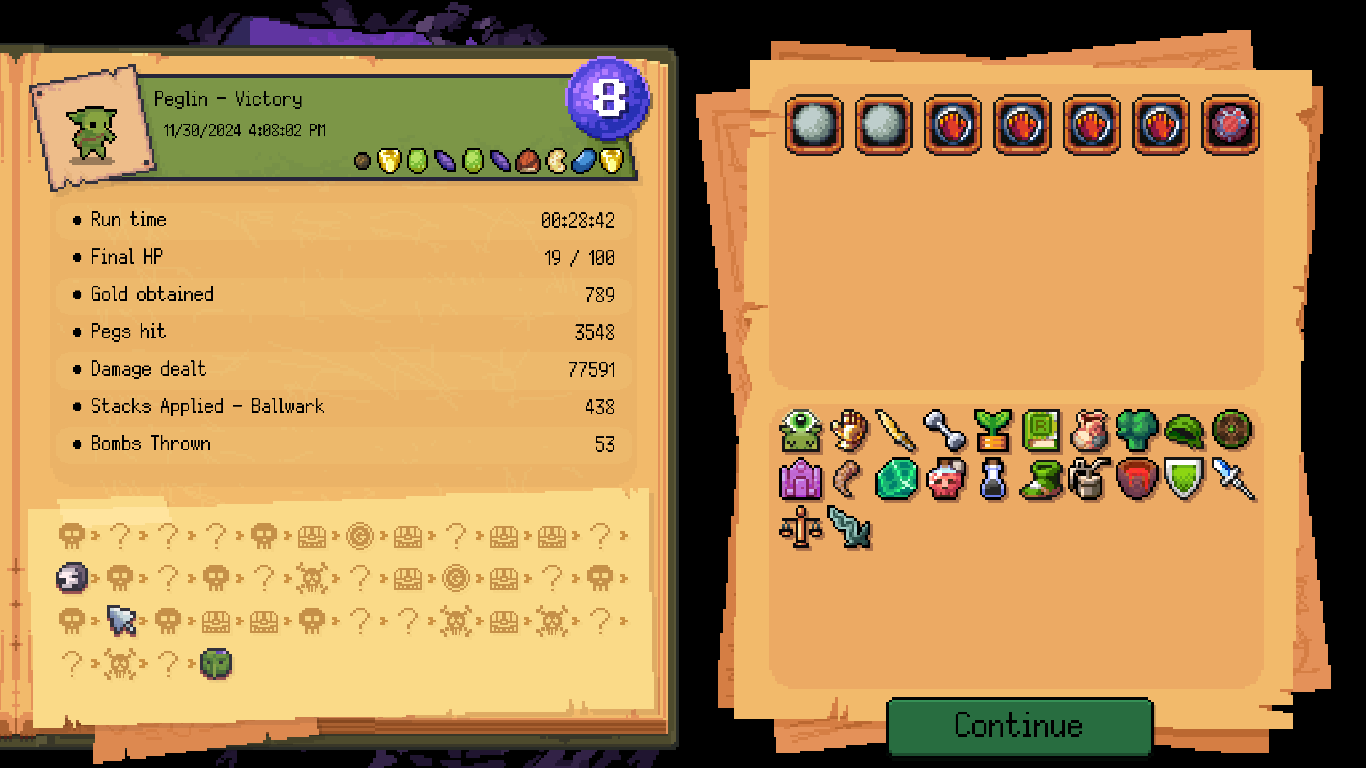 Peglin - Victory
8
11/30/2024 4:08:02 PM
Run time 00:28:42
Final HP 19 / 100
Gold obtained 789
Pegs hit 3548
Damage dealt 77591
Stacks Applied - Ballwark 438
Bombs Thrown 53
Continue